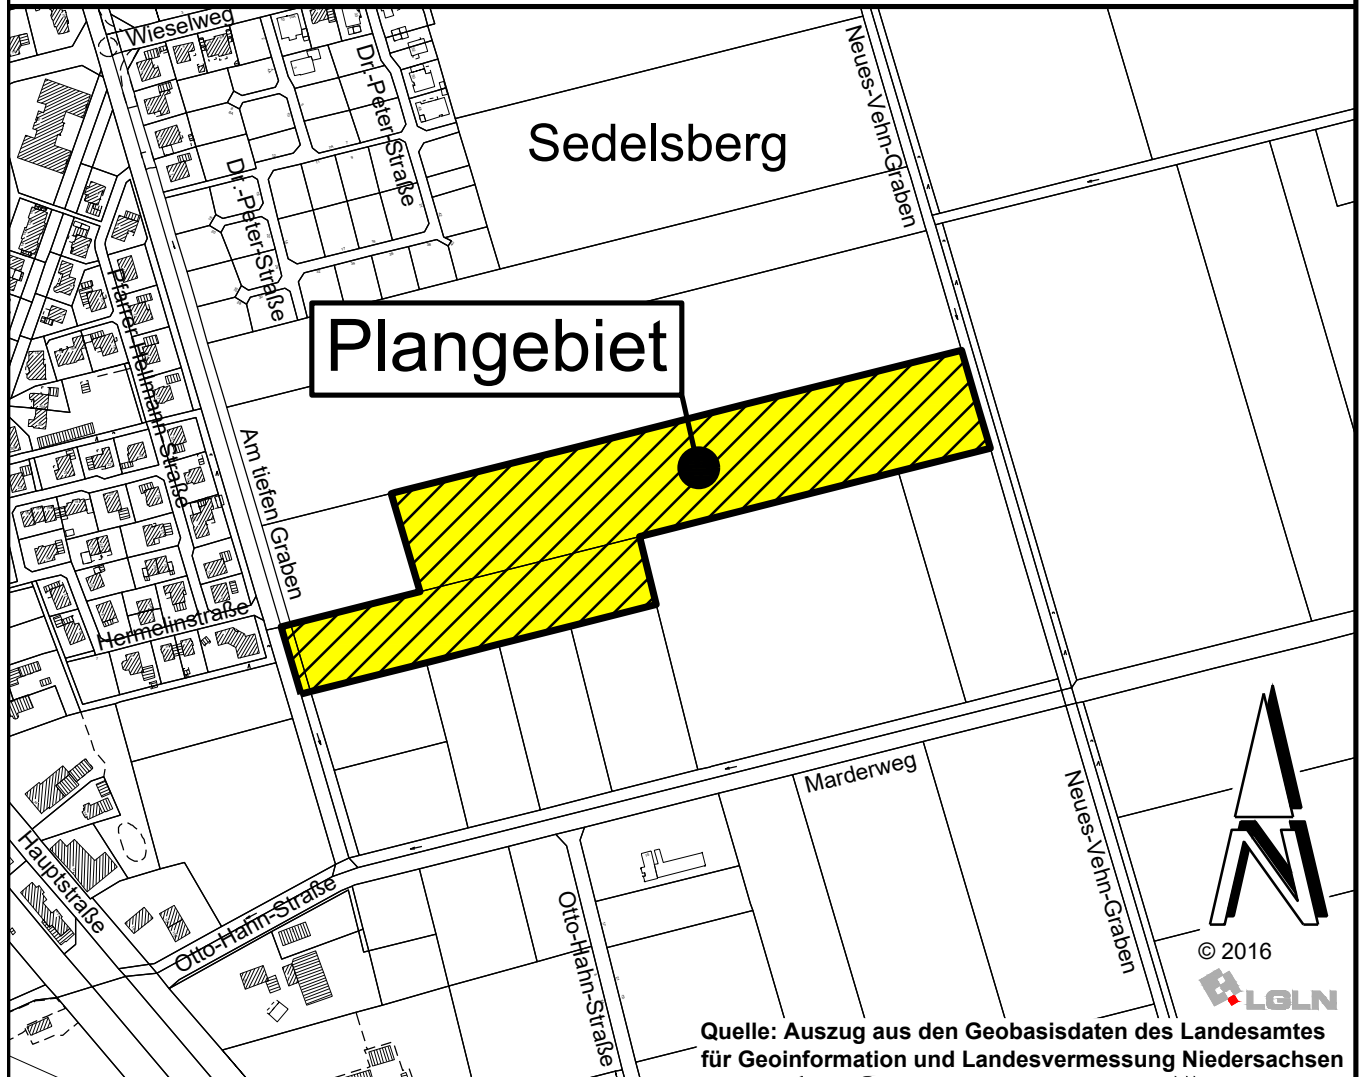 Wieselweg
Dr.-Peter-Straße
Neues-Vehn-Graben
Sedelsberg
Dr.-Peter-Straße
Pfarrer-Hellmann-Straße
Plangebiet
Am tiefen Graben
Hermelinstraße
Marderweg
Neues-Vehn-Graben
Hauptstraße
Otto-Hahn-Straße
Otto-Hahn-Straße
N
© 2016
LGLN
Quelle: Auszug aus den Geobasisdaten des Landesamtes
für Geoinformation und Landesvermessung Niedersachsen